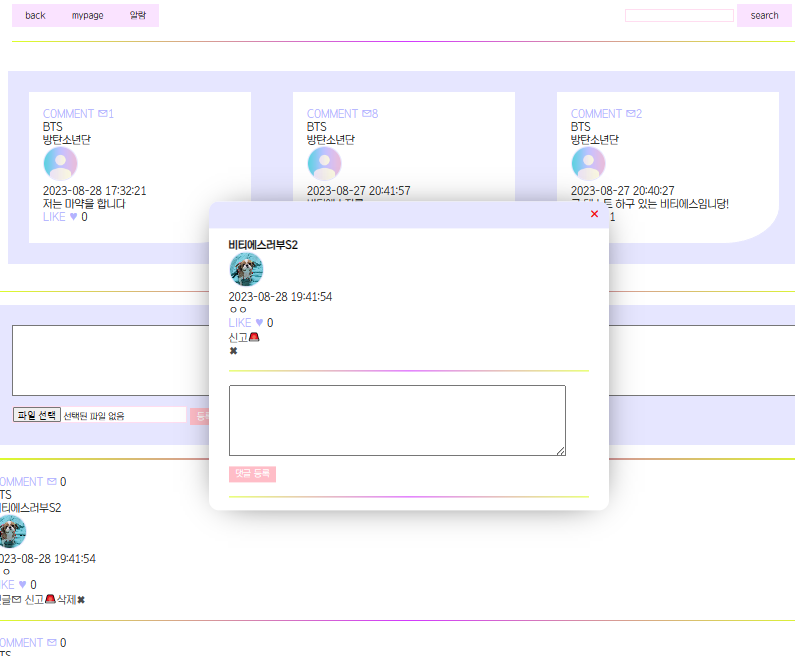 back mypage 알람 search
COMMENT ✉1
BTS
방탄소년단
2023-08-28 17:32:21
저는 마약을 합니다
LIKE ♥ 0
COMMENT ✉8
BTS
방탄소년단
2023-08-27 20:41:57
COMMENT ✉2
BTS
방탄소년단
2023-08-27 20:40:27
하구 있는 비티에스입니당!
1
×
비티에스러부S2
2023-08-28 19:41:54
ㅇㅇ
LIKE ♥ 0
신고🚨
✖
댓글 등록
파일 선택 선택된 파일 없음
OMMENT ✉ 0
TS
티에스러부S2
023-08-28 19:41:54
ㅇ
KE ♥ 0
글✉ 신고🚨삭제✖
OMMENT ✉ 0
TS